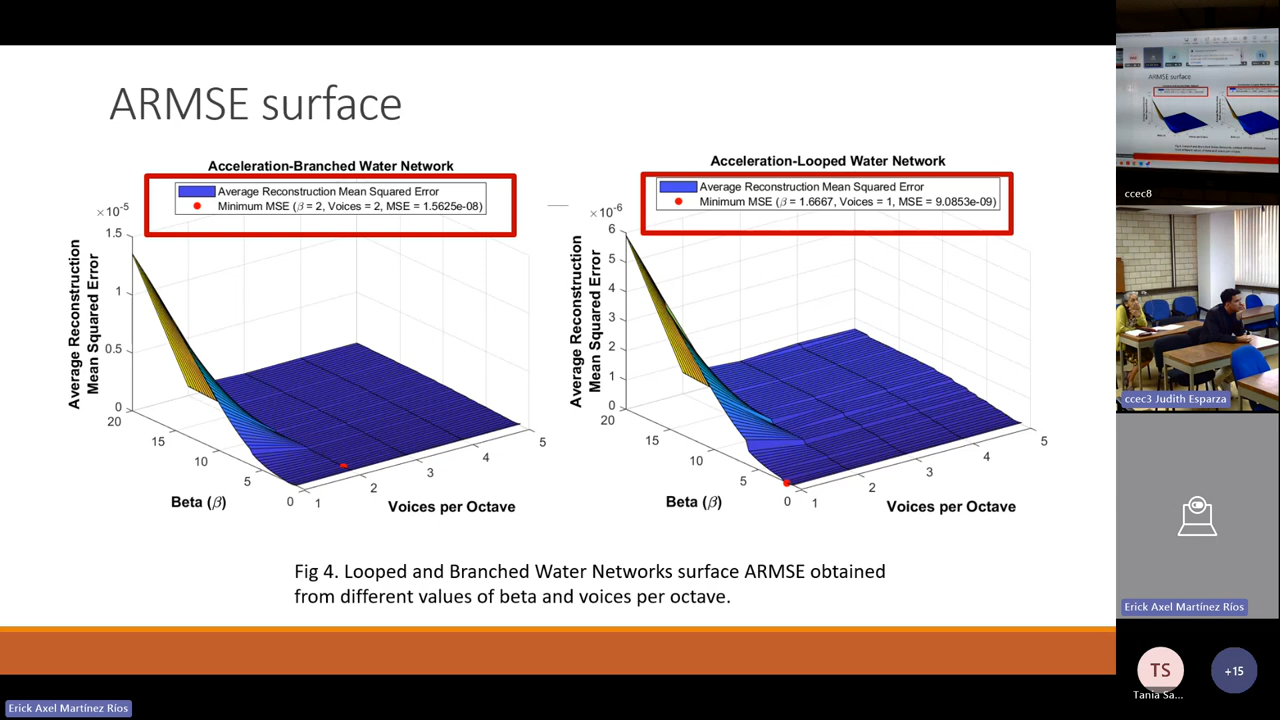 ARMSE surface
Acceleration-Branched Water Network
Average Reconstruction Mean Squared Error
Minimum MSE (β = 2, Voices = 2, MSE = 1.5625e-08)
×10⁻⁵
1.5
1
0.5
0
Average Reconstruction
Mean Squared Error
20
15
10
5
0
Beta (β)
1
2
3
4
5
Voices per Octave
Acceleration-Looped Water Network
Average Reconstruction Mean Squared Error
Minimum MSE (β = 1.6667, Voices = 1, MSE = 9.0853e-09)
×10⁻⁶
6
5
4
3
2
1
0
Average Reconstruction
Mean Squared Error
20
15
10
5
0
Beta (β)
1
2
3
4
5
Voices per Octave
Fig 4. Looped and Branched Water Networks surface ARMSE obtained
from different values of beta and voices per octave.
Erick Axel Martínez Ríos
ARMSE surface
ccec8
ccec3 Judith Esparza
Erick Axel Martínez Ríos
TS
Tania Sa...
+15